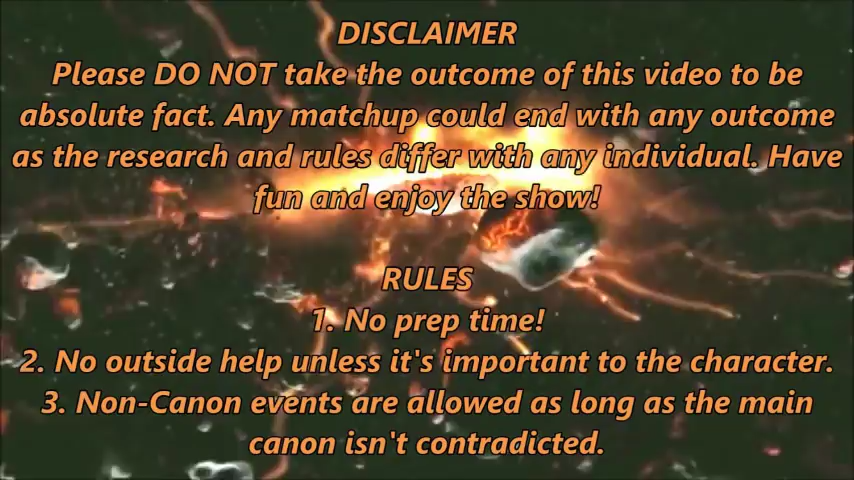 DISCLAIMER
Please DO NOT take the outcome of this video to be
absolute fact. Any matchup could end with any outcome
as the research and rules differ with any individual. Have
fun and enjoy the show!
RULES
1. No prep time!
2. No outside help unless it's important to the character.
3. Non-Canon events are allowed as long as the main
canon isn't contradicted.